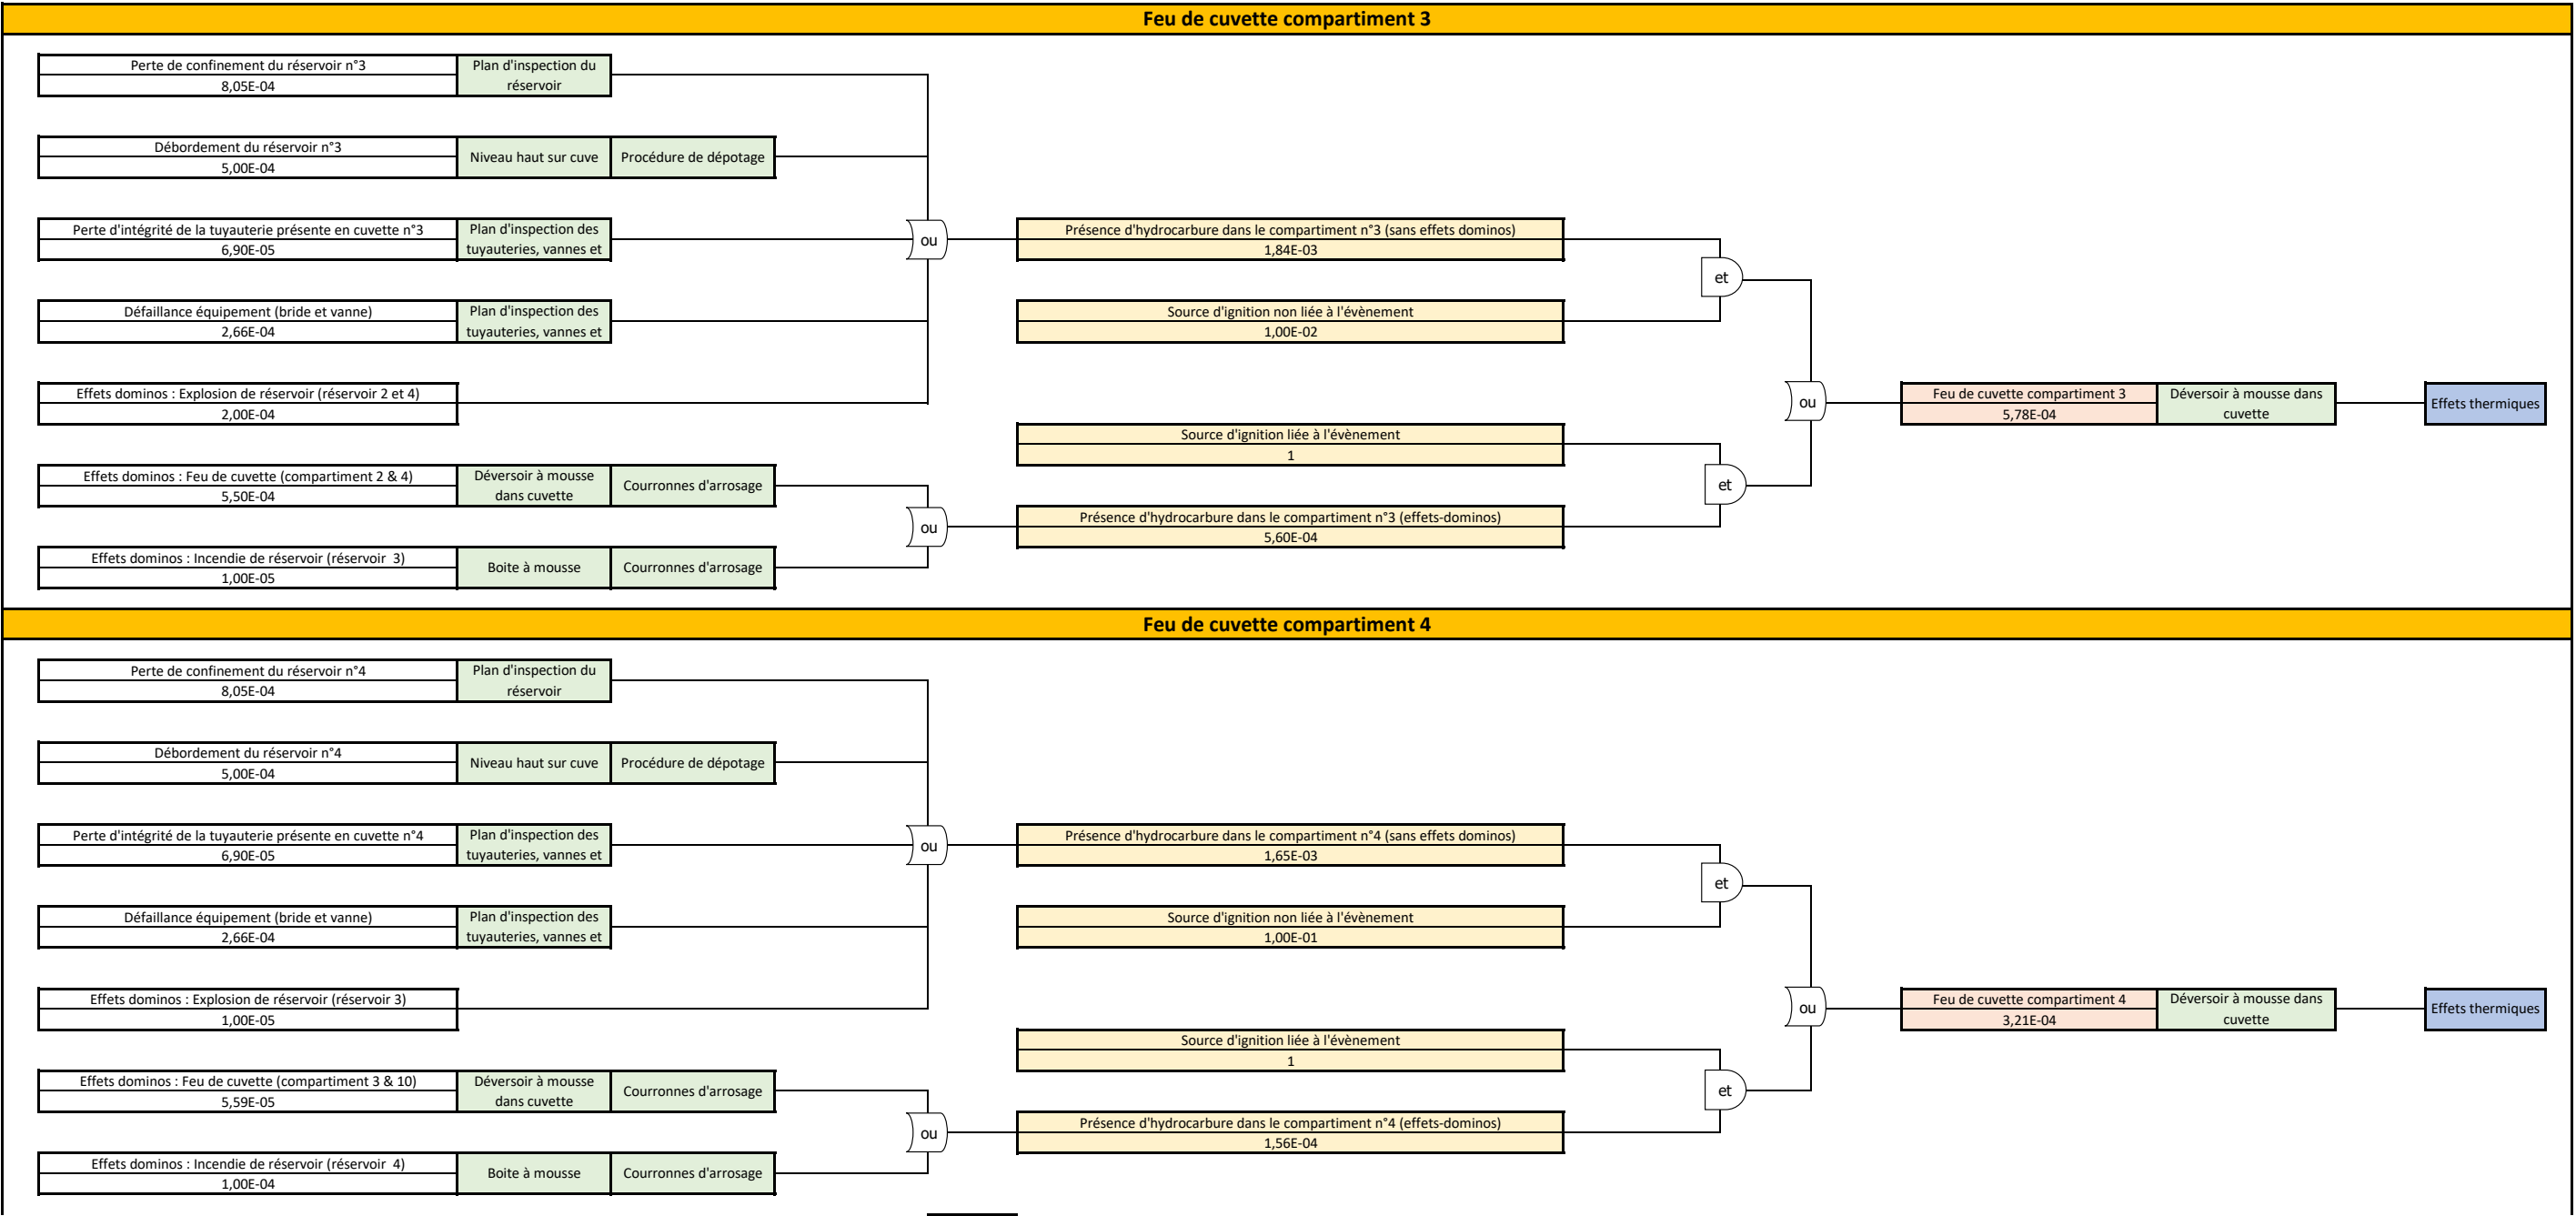 Feu de cuvette compartiment 3
Perte de confinement du réservoir n°3
8,05E-04
Plan d'inspection du
réservoir
Débordement du réservoir n°3
5,00E-04
Niveau haut sur cuve
Procédure de dépotage
Perte d'intégrité de la tuyauterie présente en cuvette n°3
6,90E-05
Plan d'inspection des
tuyauteries, vannes et
ou
Présence d'hydrocarbure dans le compartiment n°3 (sans effets dominos)
1,84E-03
et
Défaillance équipement (bride et vanne)
2,66E-04
Plan d'inspection des
tuyauteries, vannes et
Source d'ignition non liée à l'évènement
1,00E-02
Effets dominos : Explosion de réservoir (réservoir 2 et 4)
2,00E-04
ou
Feu de cuvette compartiment 3
5,78E-04
Déversoir à mousse dans
cuvette
Effets thermiques
Source d'ignition liée à l'évènement
1
Effets dominos : Feu de cuvette (compartiment 2 & 4)
5,50E-04
Déversoir à mousse
dans cuvette
Courronnes d'arrosage
et
ou
Présence d'hydrocarbure dans le compartiment n°3 (effets-dominos)
5,60E-04
Effets dominos : Incendie de réservoir (réservoir  3)
1,00E-05
Boite à mousse
Courronnes d'arrosage
Feu de cuvette compartiment 4
Perte de confinement du réservoir n°4
8,05E-04
Plan d'inspection du
réservoir
Débordement du réservoir n°4
5,00E-04
Niveau haut sur cuve
Procédure de dépotage
Perte d'intégrité de la tuyauterie présente en cuvette n°4
6,90E-05
Plan d'inspection des
tuyauteries, vannes et
ou
Présence d'hydrocarbure dans le compartiment n°4 (sans effets dominos)
1,65E-03
et
Défaillance équipement (bride et vanne)
2,66E-04
Plan d'inspection des
tuyauteries, vannes et
Source d'ignition non liée à l'évènement
1,00E-01
Effets dominos : Explosion de réservoir (réservoir 3)
1,00E-05
ou
Feu de cuvette compartiment 4
3,21E-04
Déversoir à mousse dans
cuvette
Effets thermiques
Source d'ignition liée à l'évènement
1
Effets dominos : Feu de cuvette (compartiment 3 & 10)
5,59E-05
Déversoir à mousse
dans cuvette
Courronnes d'arrosage
et
ou
Présence d'hydrocarbure dans le compartiment n°4 (effets-dominos)
1,56E-04
Effets dominos : Incendie de réservoir (réservoir  4)
1,00E-04
Boite à mousse
Courronnes d'arrosage